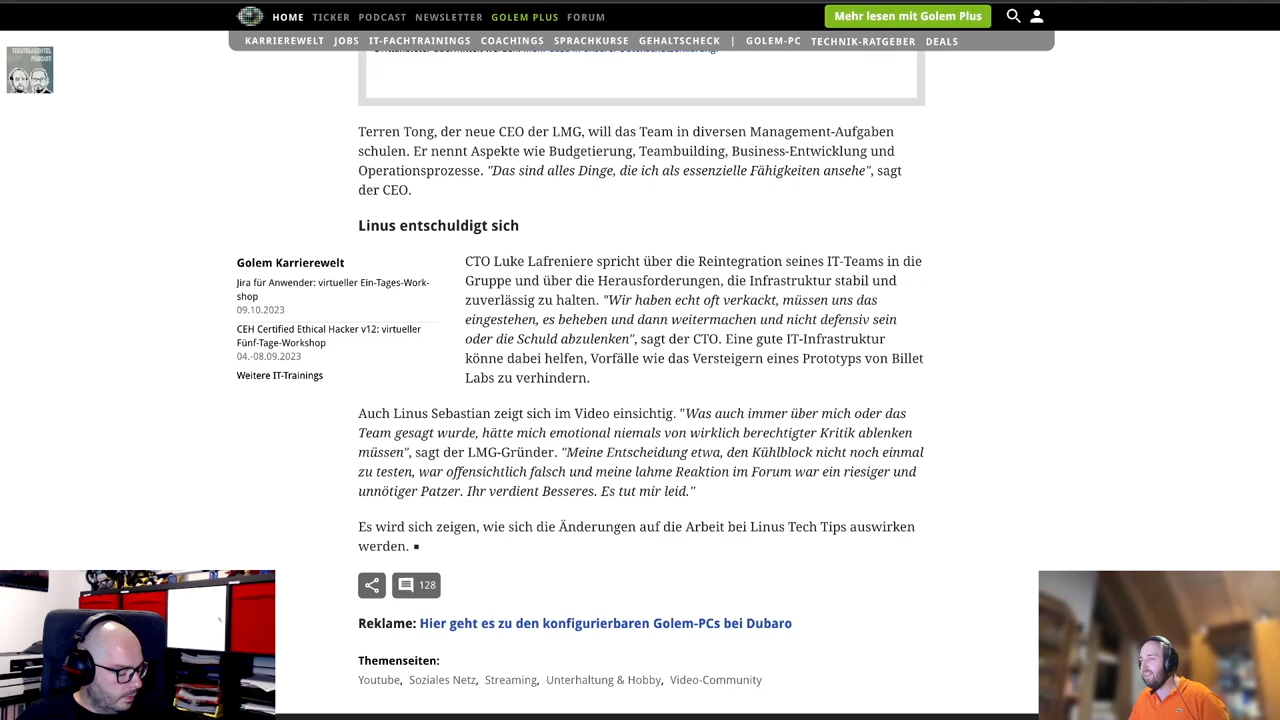 HOME TICKER PODCAST NEWSLETTER GOLEM PLUS FORUM
Mehr lesen mit Golem Plus
KARRIEREWELT JOBS IT-FACHTRAININGS COACHINGS SPRACHKURSE GEHALTSCHECK | GOLEM-PC TECHNIK-RATGEBER DEALS
PODCAST
Terren Tong, der neue CEO der LMG, will das Team in diversen Management-Aufgaben
schulen. Er nennt Aspekte wie Budgetierung, Teambuilding, Business-Entwicklung und
Operationsprozesse. "Das sind alles Dinge, die ich als essenzielle Fähigkeiten ansehe", sagt
der CEO.
Linus entschuldigt sich
Golem Karrierewelt
Jira für Anwender: virtueller Ein-Tages-Work-
shop
09.10.2023
CEH Certified Ethical Hacker v12: virtueller
Fünf-Tage-Workshop
04.-08.09.2023
Weitere IT-Trainings
CTO Luke Lafreniere spricht über die Reintegration seines IT-Teams in die
Gruppe und über die Herausforderungen, die Infrastruktur stabil und
zuverlässig zu halten. "Wir haben echt oft verkackt, müssen uns das
eingestehen, es beheben und dann weitermachen und nicht defensiv sein
oder die Schuld abzulenken", sagt der CTO. Eine gute IT-Infrastruktur
könne dabei helfen, Vorfälle wie das Versteigern eines Prototyps von Billet
Labs zu verhindern.
Auch Linus Sebastian zeigt sich im Video einsichtig. "Was auch immer über mich oder das
Team gesagt wurde, hätte mich emotional niemals von wirklich berechtigter Kritik ablenken
müssen", sagt der LMG-Gründer. "Meine Entscheidung etwa, den Kühlblock nicht noch einmal
zu testen, war offensichtlich falsch und meine lahme Reaktion im Forum war ein riesiger und
unnötiger Patzer. Ihr verdient Besseres. Es tut mir leid."
Es wird sich zeigen, wie sich die Änderungen auf die Arbeit bei Linus Tech Tips auswirken
werden. ■
128
Reklame: Hier geht es zu den konfigurierbaren Golem-PCs bei Dubaro
Themenseiten:
Youtube, Soziales Netz, Streaming, Unterhaltung & Hobby, Video-Community